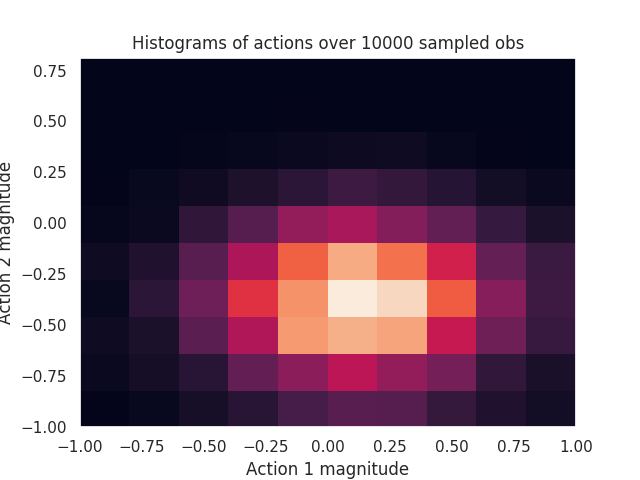 Histograms of actions over 10000 sampled obs
0.75
0.50
0.25
0.00
−0.25
−0.50
−0.75
−1.00
Action 2 magnitude
−1.00 −0.75 −0.50 −0.25 0.00 0.25 0.50 0.75 1.00
Action 1 magnitude